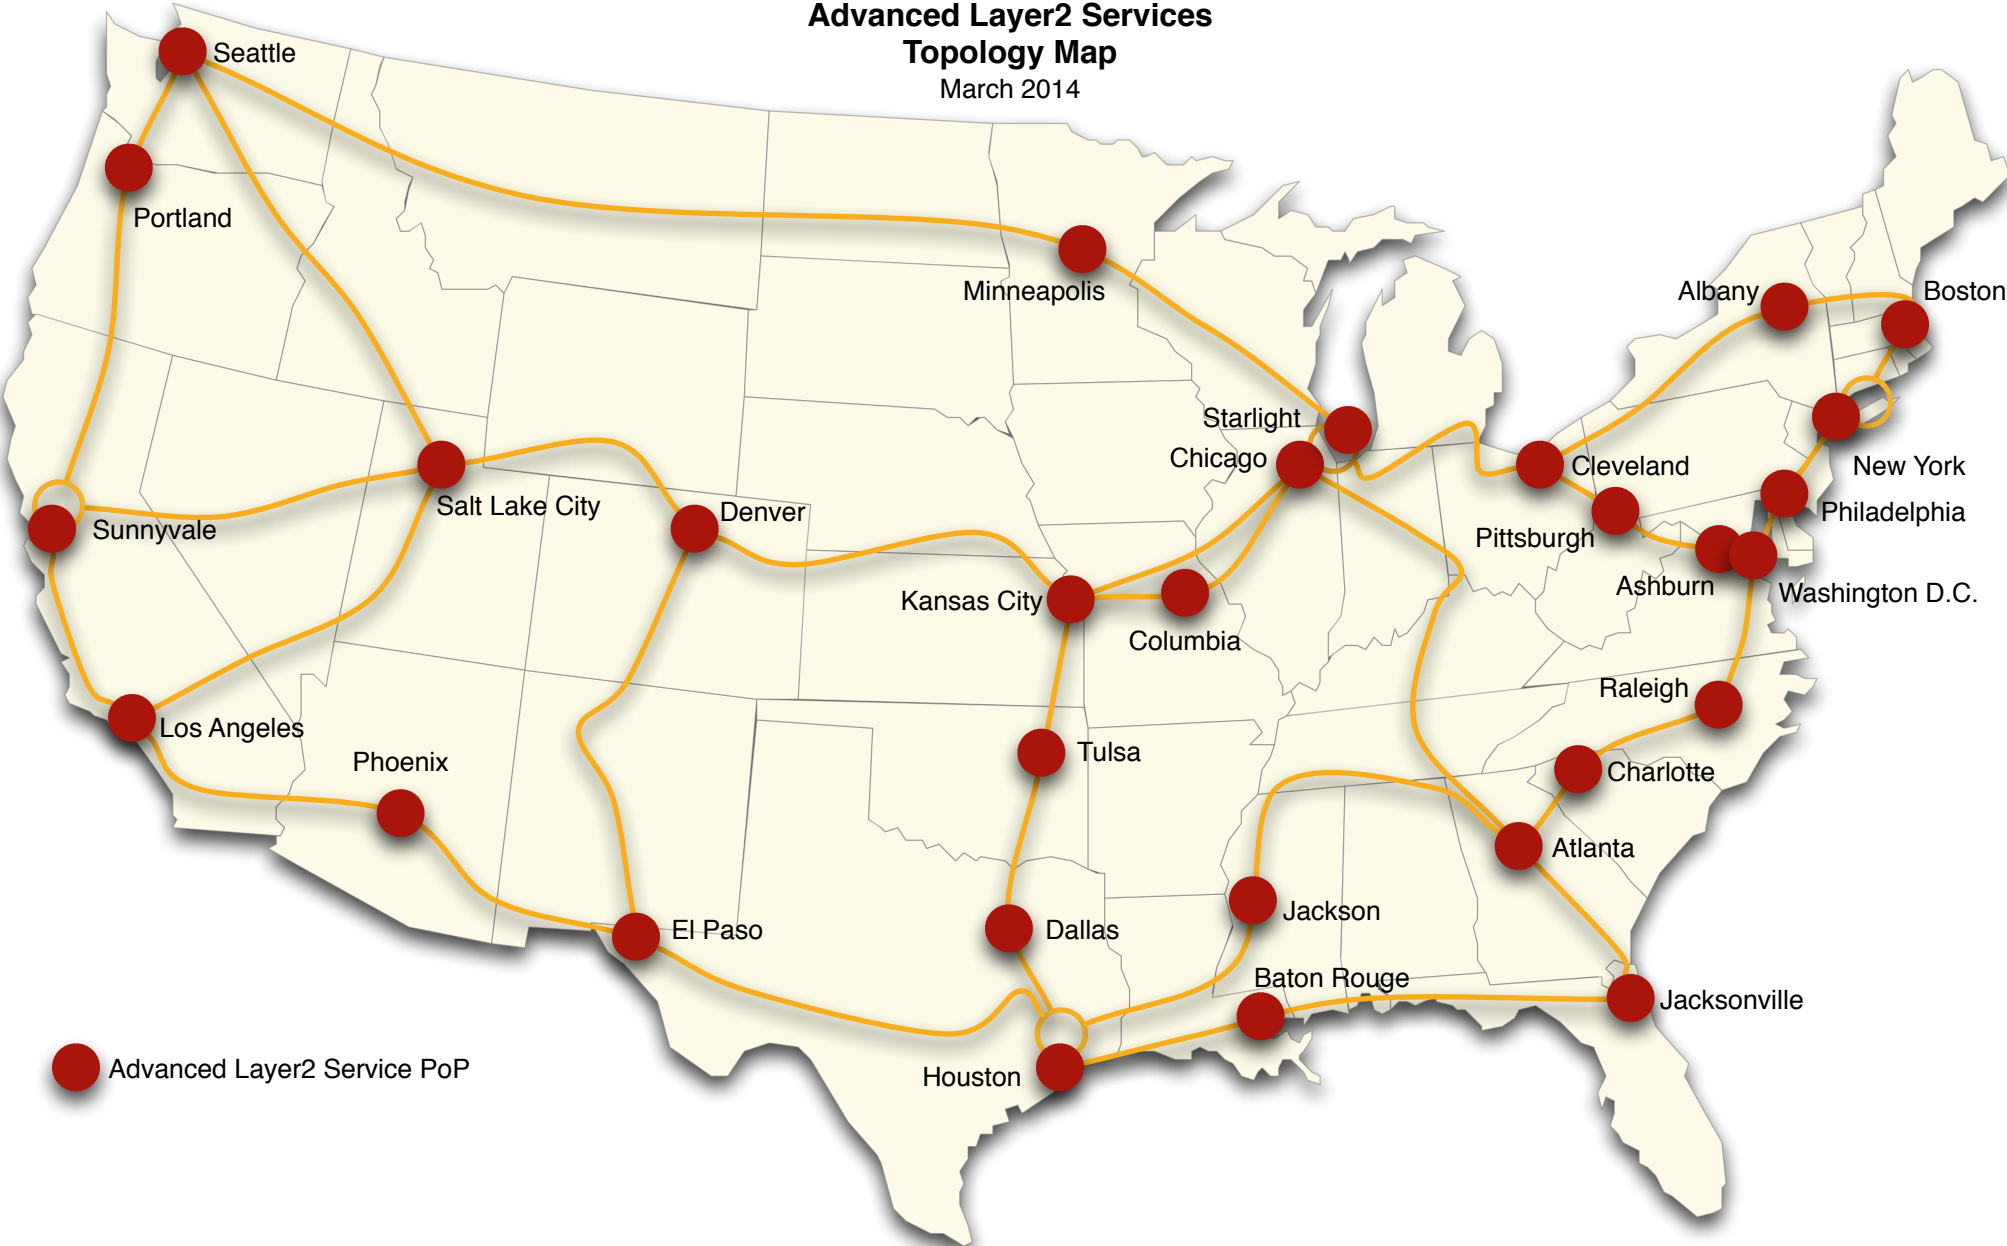 Advanced Layer2 Services
Topology Map
March 2014
Seattle
Portland
Minneapolis
Albany
Boston
Starlight
Chicago
Cleveland
New York
Salt Lake City
Denver
Philadelphia
Sunnyvale
Pittsburgh
Ashburn
Washington D.C.
Kansas City
Columbia
Raleigh
Los Angeles
Phoenix
Tulsa
Charlotte
Atlanta
Jackson
El Paso
Dallas
Baton Rouge
Jacksonville
Houston
Advanced Layer2 Service PoP